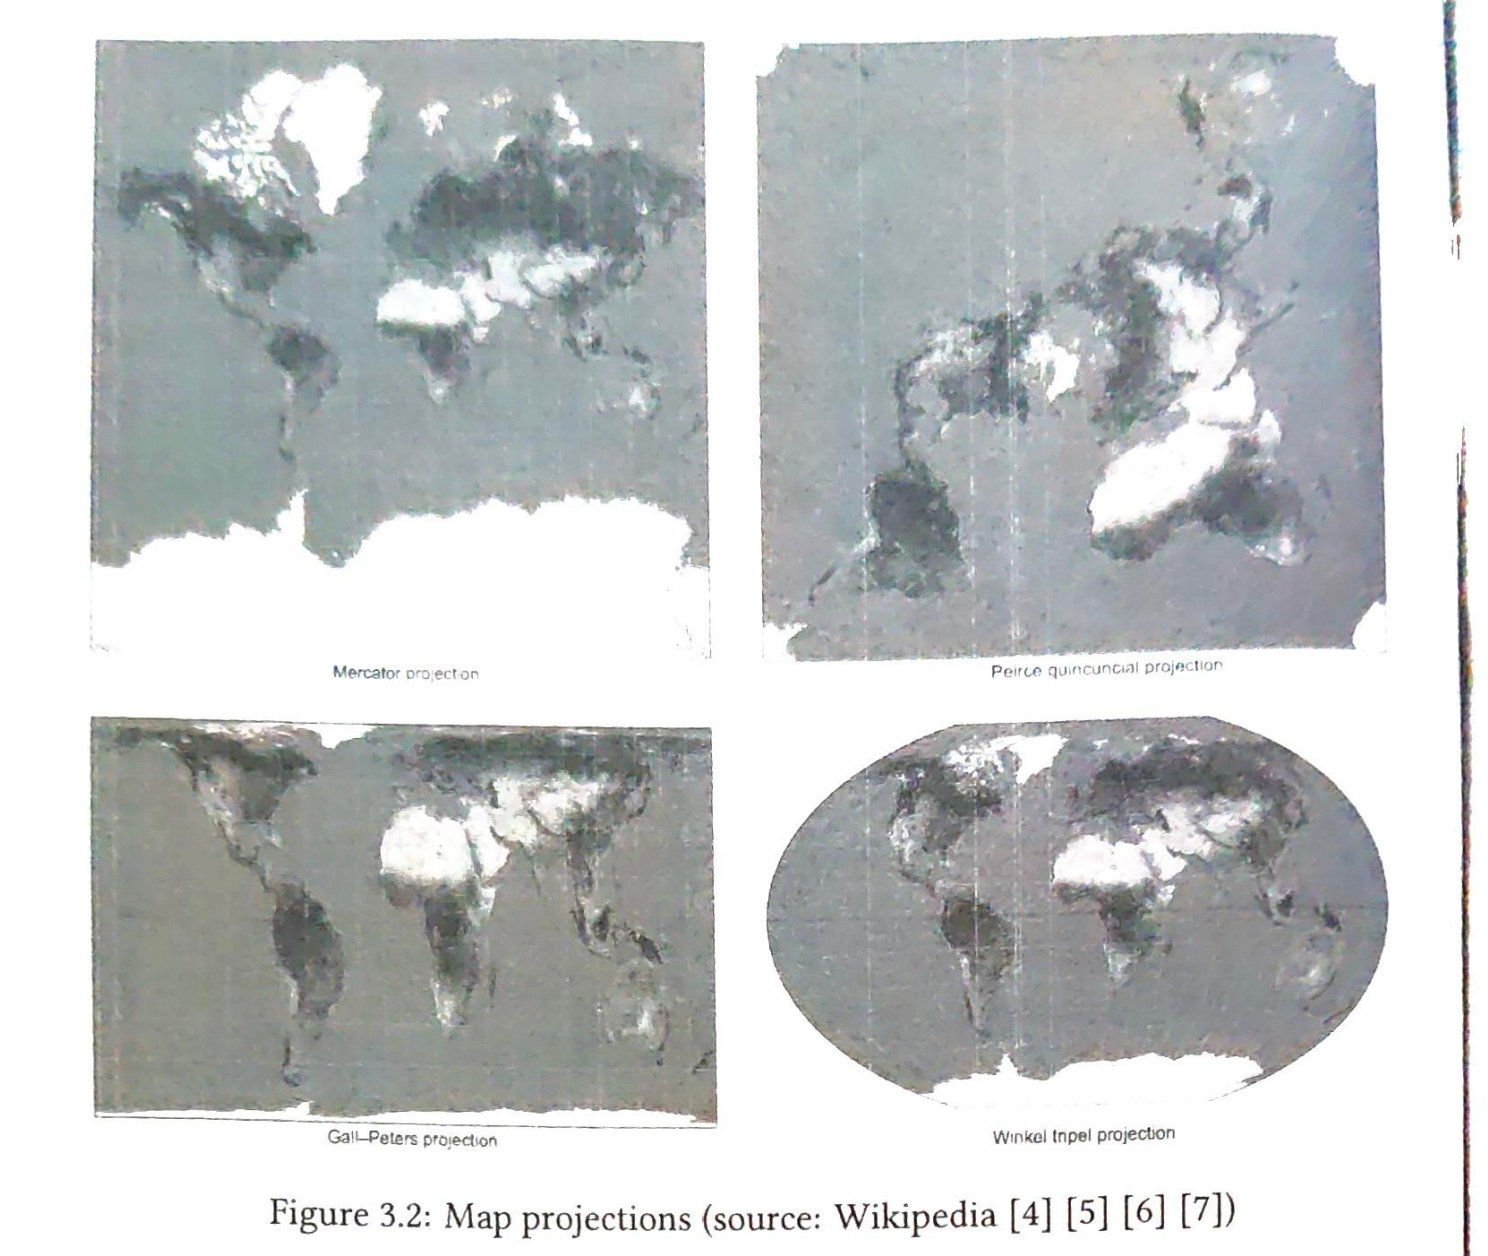 Mercator projection
Peirce quincuncial projection
Gall–Peters projection
Winkel tripel projection
Figure 3.2: Map projections (source: Wikipedia [4] [5] [6] [7])